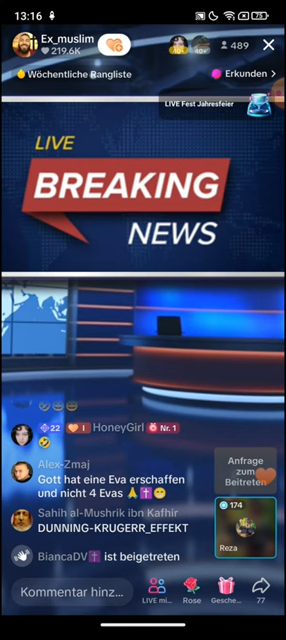 13:16
75
Ex_muslim
219.6K
40+
489
Wöchentliche Rangliste
Erkunden >
LIVE Fest Jahresfeier
LIVE
BREAKING
NEWS
22 I HoneyGirl Nr. 1
Alex-Zmaj
Gott hat eine Eva erschaffen
und nicht 4 Evas 🙏✝️😁
Sahih al-Mushrik ibn Kafhir
DUNNING-KRUGERR_EFFEKT
BiancaDV✝️ ist beigetreten
Anfrage
zum
Beitreten
174
Reza
Kommentar hinz...
LIVE mi...
Rose
Gesche...
77